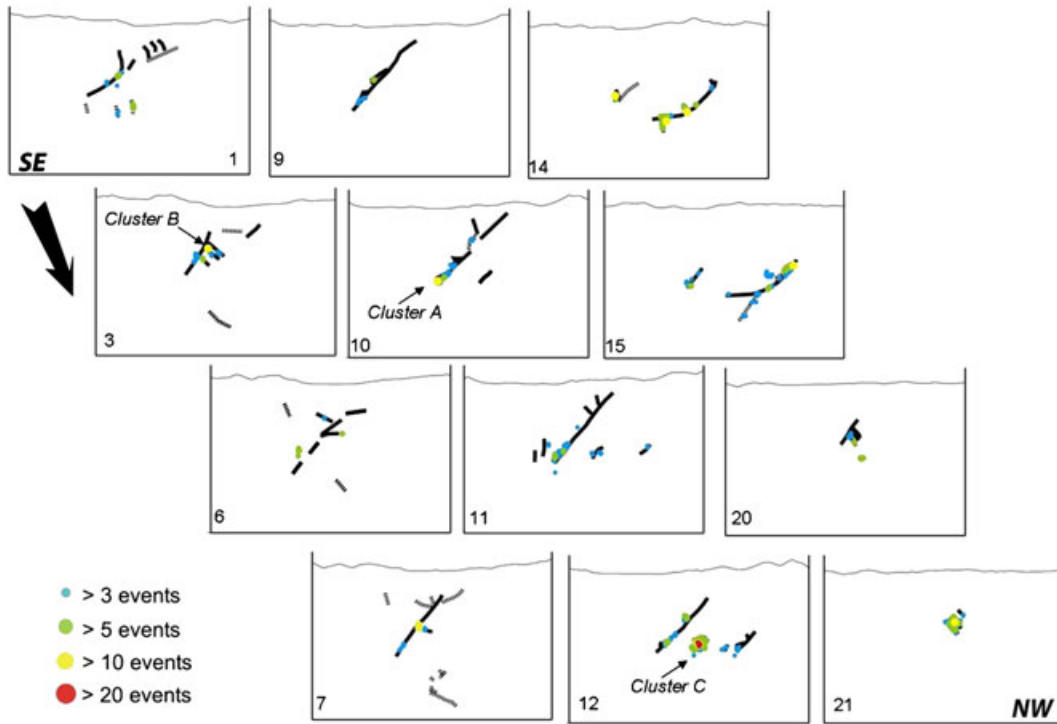 SE
1
9
14
Cluster B
3
Cluster A
10
15
6
11
20
> 3 events
> 5 events
> 10 events
> 20 events
7
Cluster C
12
21
NW